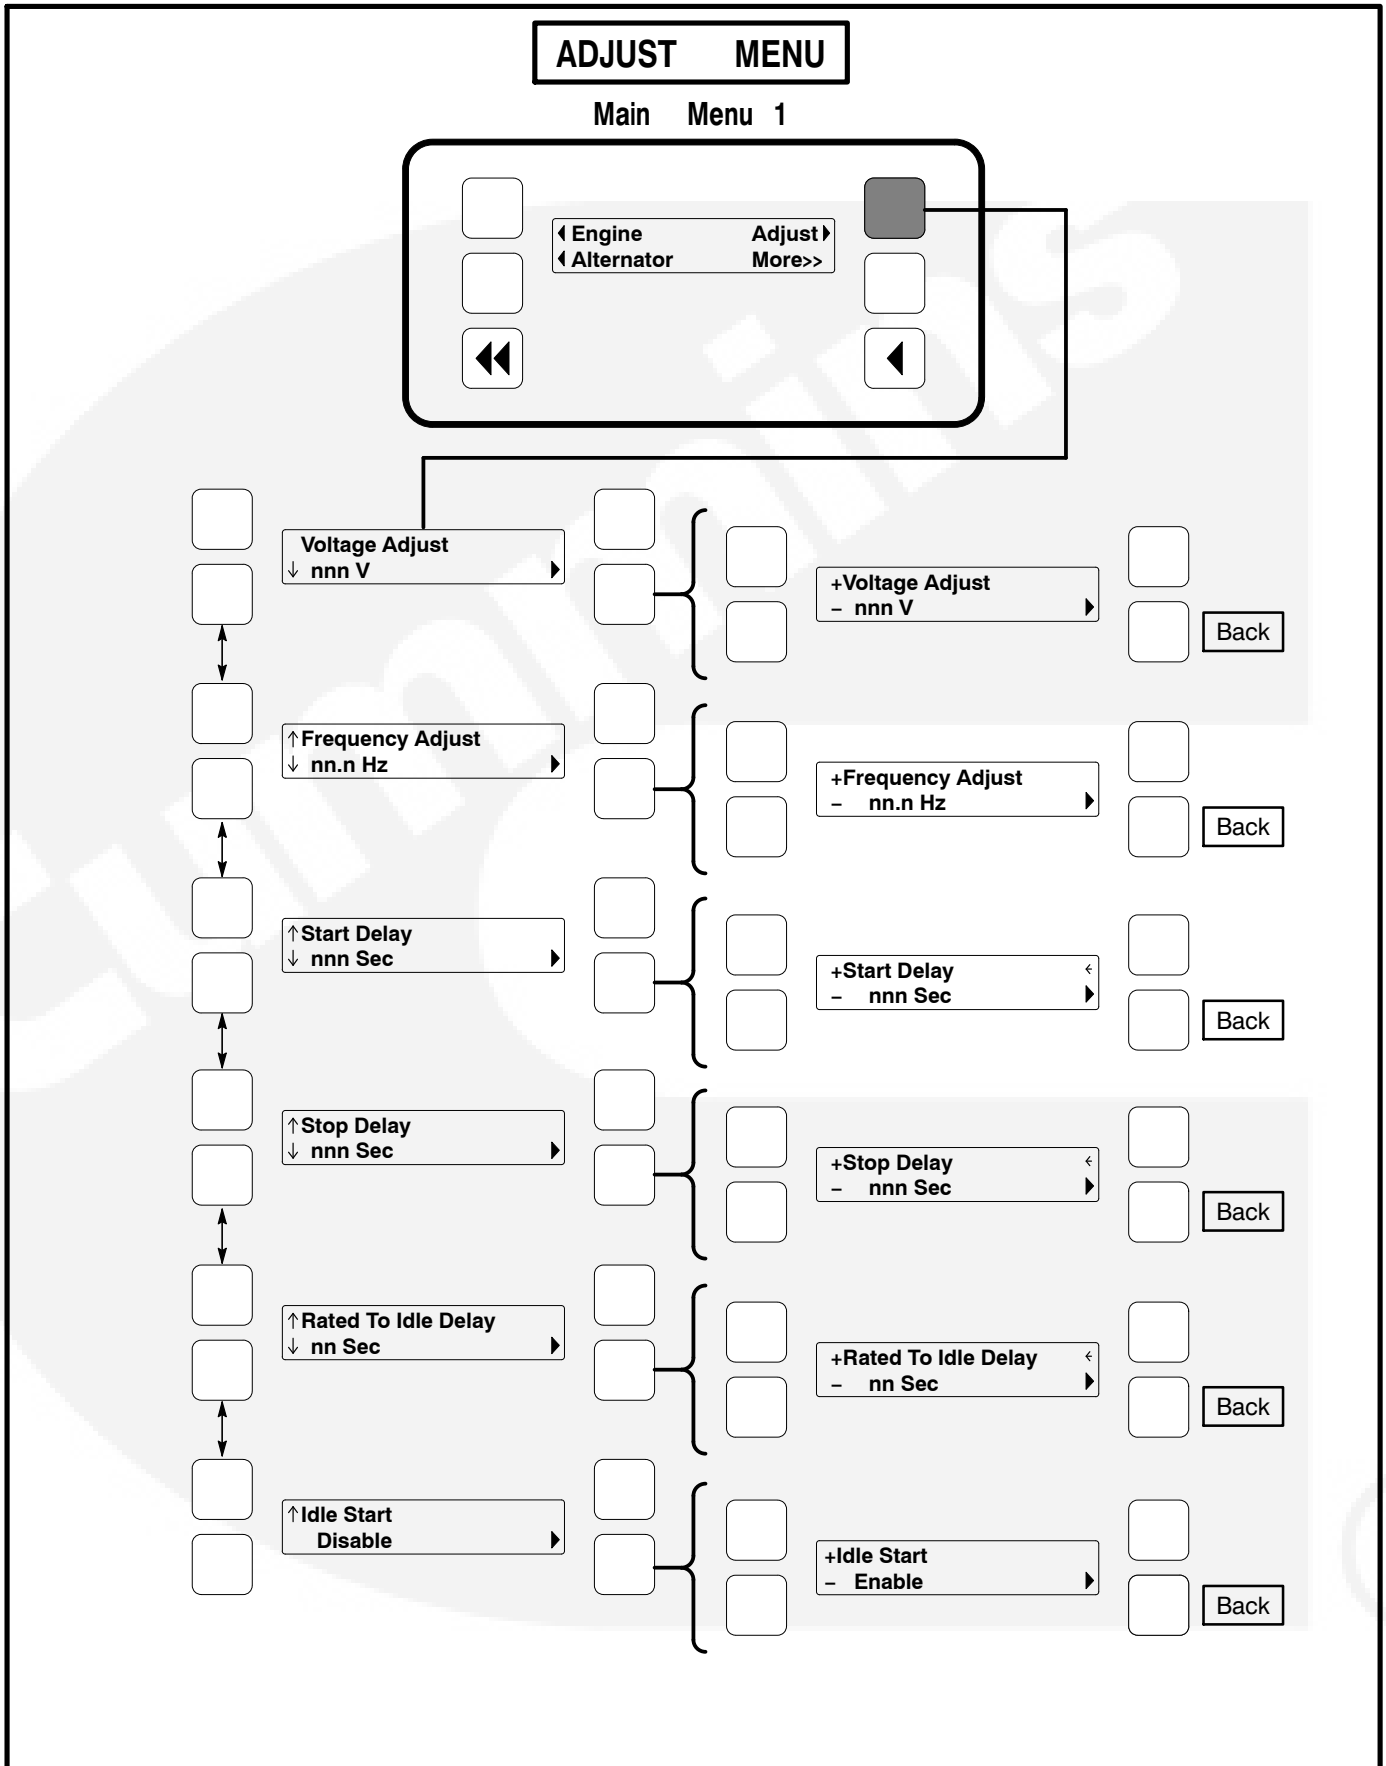 ADJUST MENU
Main Menu 1
Engine Adjust
Alternator More>>
Voltage Adjust
↓ nnn V
+Voltage Adjust
– nnn V
Back
↑Frequency Adjust
↓ nn.n Hz
+Frequency Adjust
– nn.n Hz
Back
↑Start Delay
↓ nnn Sec
+Start Delay ←
– nnn Sec
Back
↑Stop Delay
↓ nnn Sec
+Stop Delay ←
– nnn Sec
Back
↑Rated To Idle Delay
↓ nn Sec
+Rated To Idle Delay ←
– nn Sec
Back
↑Idle Start
Disable
+Idle Start
– Enable
Back
Cummins